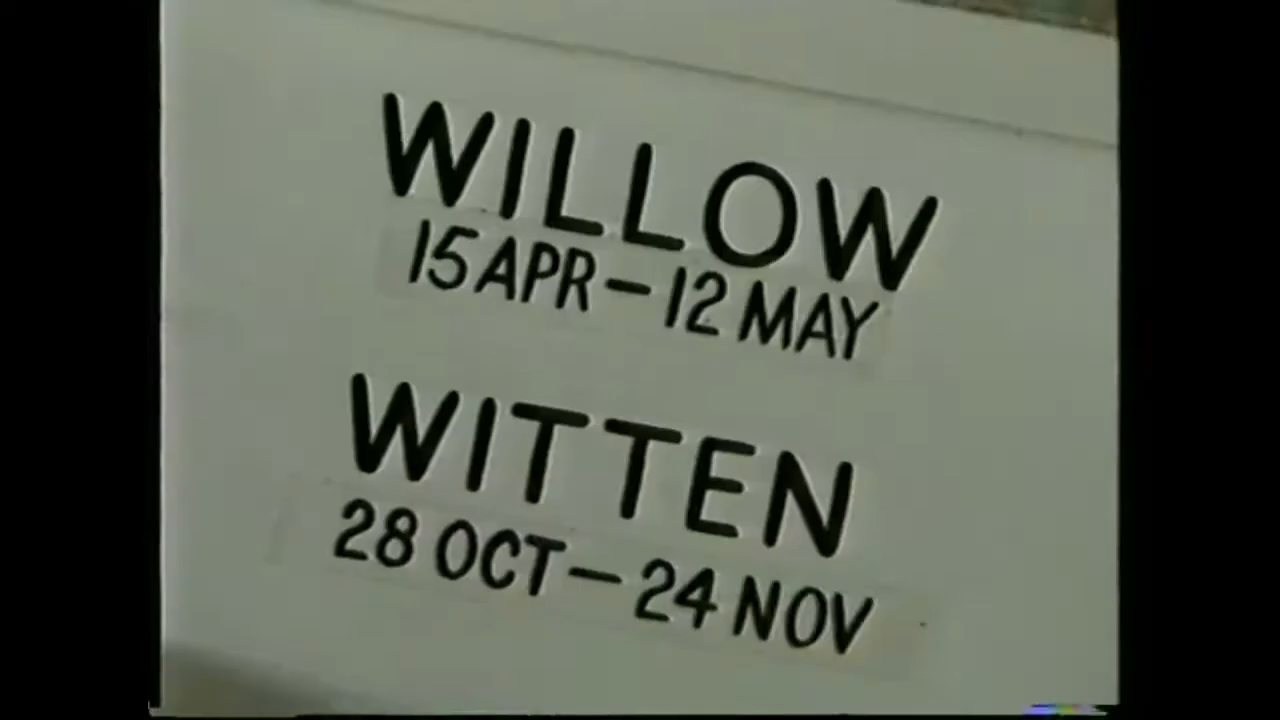 WILLOW
15 APR – 12 MAY
WITTEN
28 OCT – 24 NOV